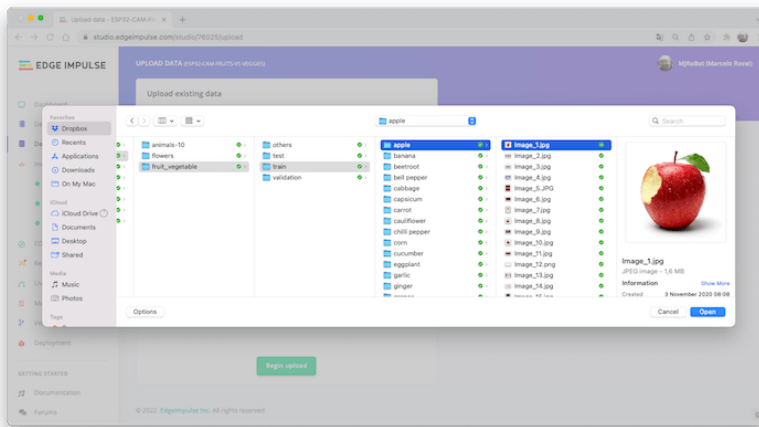 Upload data - ESP32-CAM-Fr
studio.edgeimpulse.com/studio/76025/upload
EDGE IMPULSE
UPLOAD DATA (ESP32-CAM-FRUITS-VS-VEGGIES)
MJRoBot (Marcelo Rovai)
Upload existing data
Dashboard
Favorites
Dropbox
Recents
Applications
Downloads
On My Mac
iCloud
iCloud Drive
Documents
Desktop
Shared
Media
Music
Photos
Tags
apple
Search
animals-10
flowers
fruit_vegetable
others
test
train
validation
apple
banana
beetroot
bell pepper
cabbage
capsicum
carrot
cauliflower
chilli pepper
corn
cucumber
eggplant
garlic
ginger
Image_1.jpg
Image_2.jpg
Image_3.jpg
Image_4.jpg
Image_5.JPG
Image_6.jpg
Image_7.jpg
Image_8.jpg
Image_9.jpg
Image_10.jpg
Image_11.jpg
Image_12.png
Image_13.jpg
Image_14.jpg
Image_1.jpg
JPEG image - 1,6 MB
Information
Show More
Created
3 November 2020 08:08
Options
Cancel
Open
Deployment
Begin upload
GETTING STARTED
Documentation
Forums
© 2022 EdgeImpulse Inc. All rights reserved